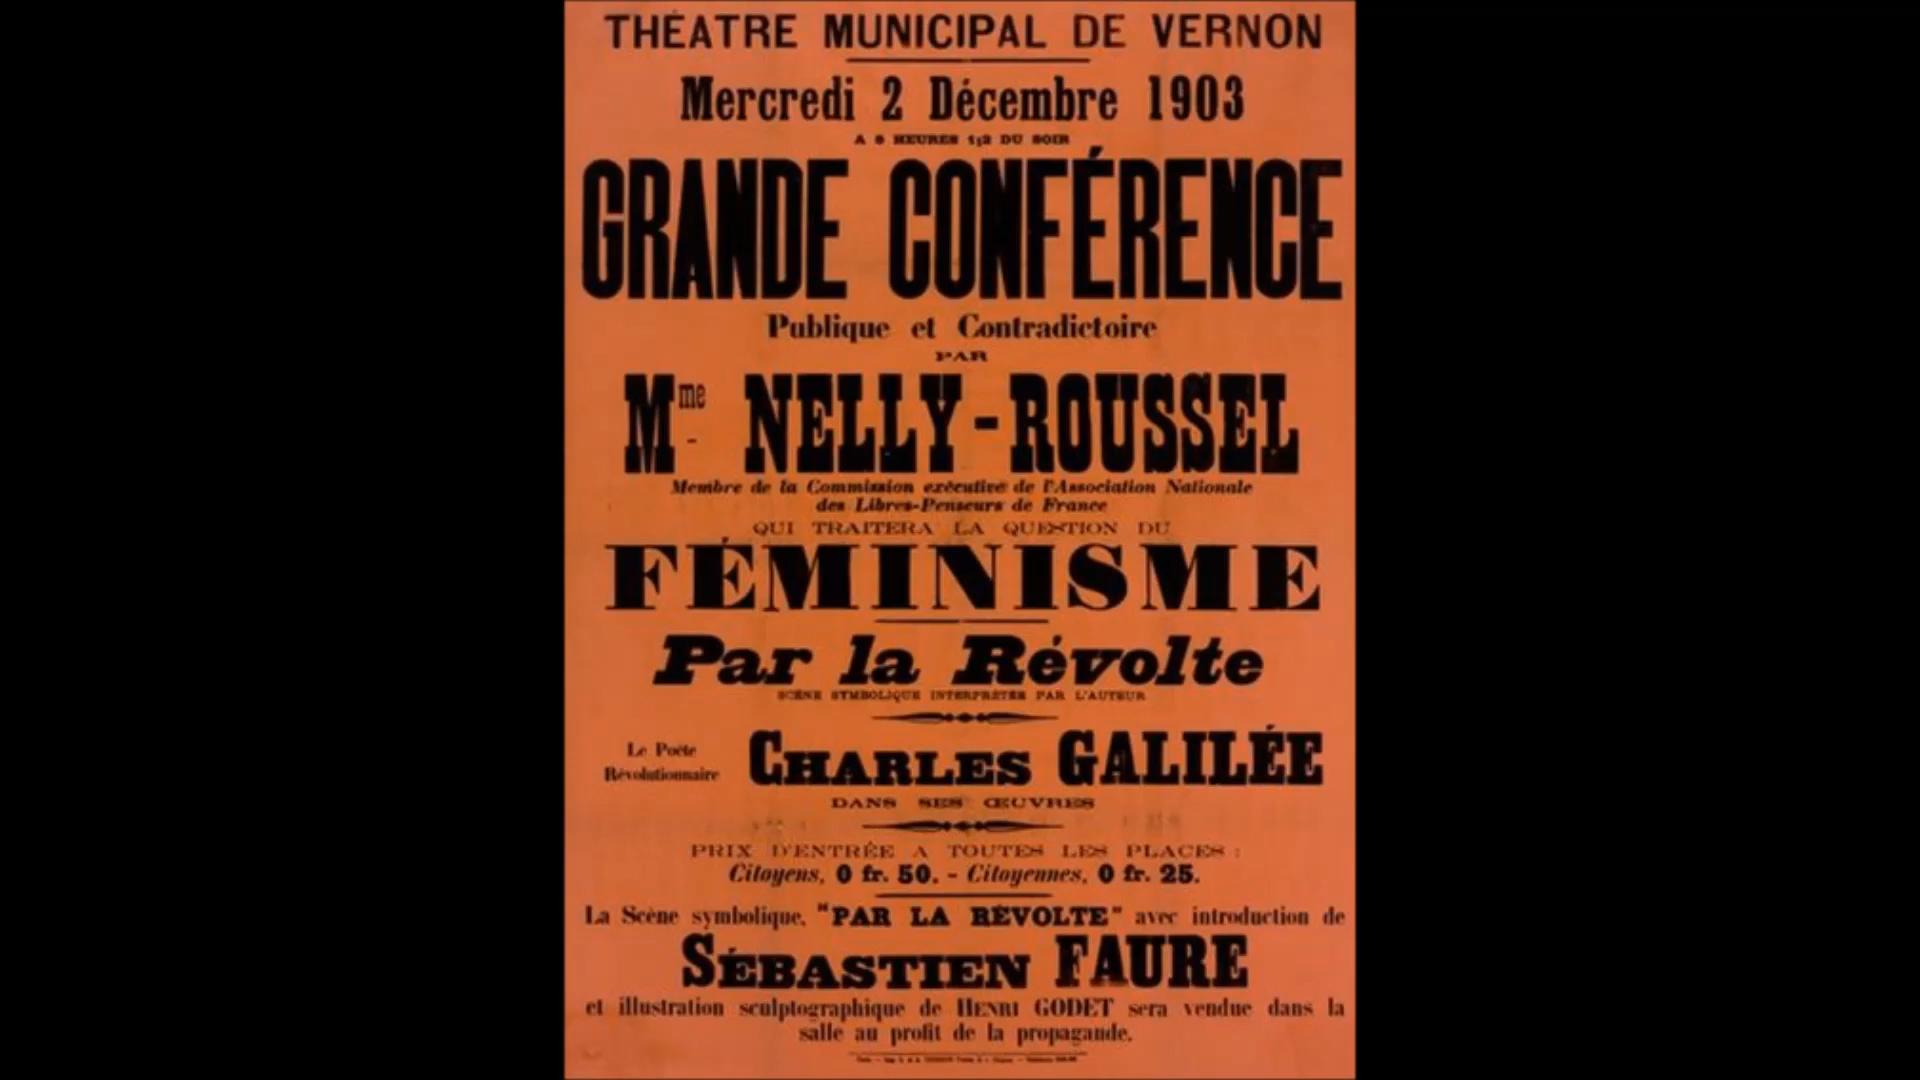 THÉATRE MUNICIPAL DE VERNON
Mercredi 2 Décembre 1903
A 8 HEURES 1/2 DU SOIR
GRANDE CONFÉRENCE
Publique et Contradictoire
PAR
Mme NELLY-ROUSSEL
Membre de la Commission exécutive de l'Association Nationale
des Libres-Penseurs de France
QUI TRAITERA LA QUESTION DU
FÉMINISME
Par la Révolte
SCÈNE SYMBOLIQUE INTERPRÉTÉE PAR L'AUTEUR
Le Poëte
Révolutionnaire
CHARLES GALILÉE
DANS SES ŒUVRES
PRIX D'ENTRÉE A TOUTES LES PLACES :
Citoyens, 0 fr. 50. - Citoyennes, 0 fr. 25.
La Scène symbolique, "PAR LA RÉVOLTE" avec introduction de
SÉBASTIEN FAURE
et illustration sculptographique de HENRI GODET sera vendue dans la
salle au profit de la propagande.